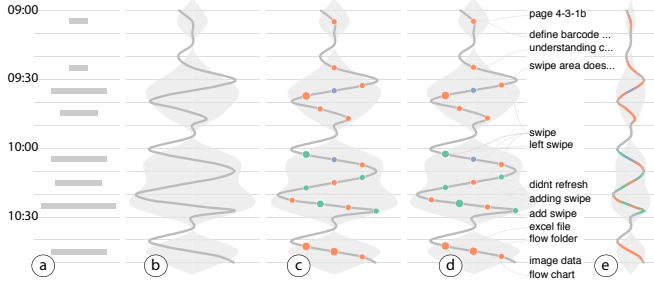 09:00
09:30
10:00
10:30
page 4-3-1b
define barcode ...
understanding c...
swipe area does...
swipe
left swipe
didnt refresh
adding swipe
add swipe
excel file
flow folder
image data
flow chart
a
b
c
d
e